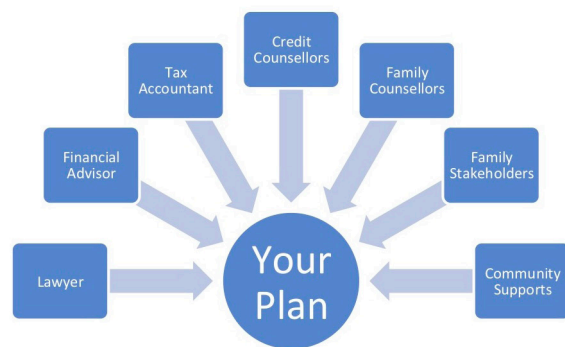 Credit
Counsellors
Tax
Accountant
Family
Counsellors
Financial
Advisor
Family
Stakeholders
Lawyer
Your
Plan
Community
Supports